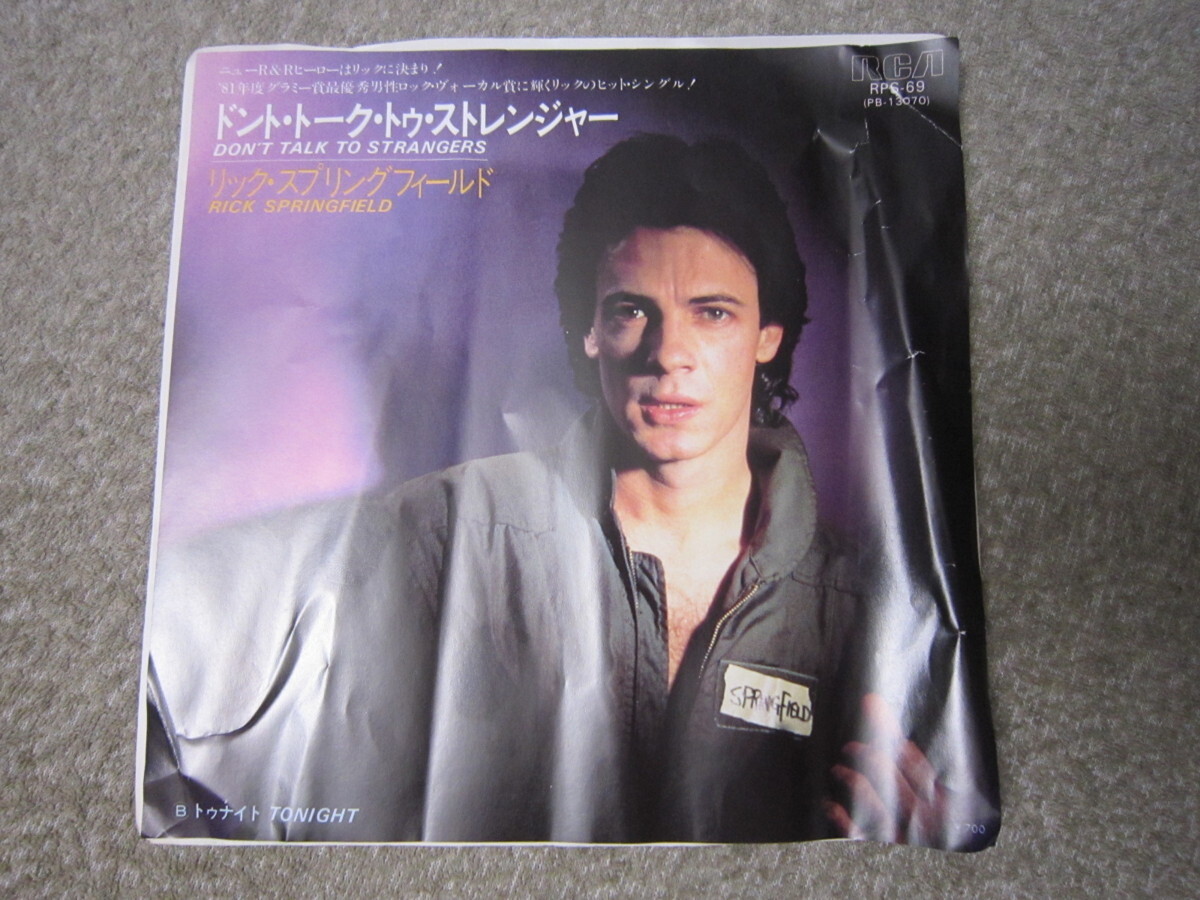 ニューR&Rヒーローはリックに決まり!
'81年度グラミー賞最優秀男性ロック・ヴォーカル賞に輝くリックのヒット・シングル!
ドント・トーク・トゥ・ストレンジャー
DON'T TALK TO STRANGERS
リック・スプリングフィールド
RICK SPRINGFIELD
RCA
RPS-69
(PB-13070)
SPRINGFIELD
B トゥナイト TONIGHT
¥700